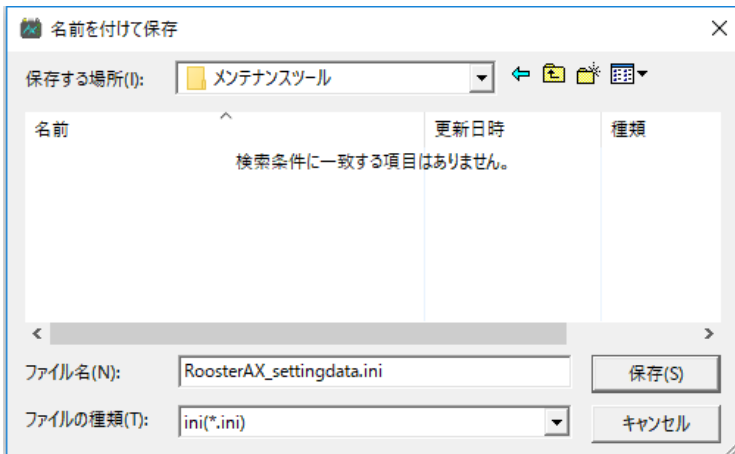 名前を付けて保存
保存する場所(I): メンテナンスツール
名前 更新日時 種類
検索条件に一致する項目はありません。
ファイル名(N): RoosterAX_settingdata.ini 保存(S)
ファイルの種類(T): ini(*.ini) キャンセル